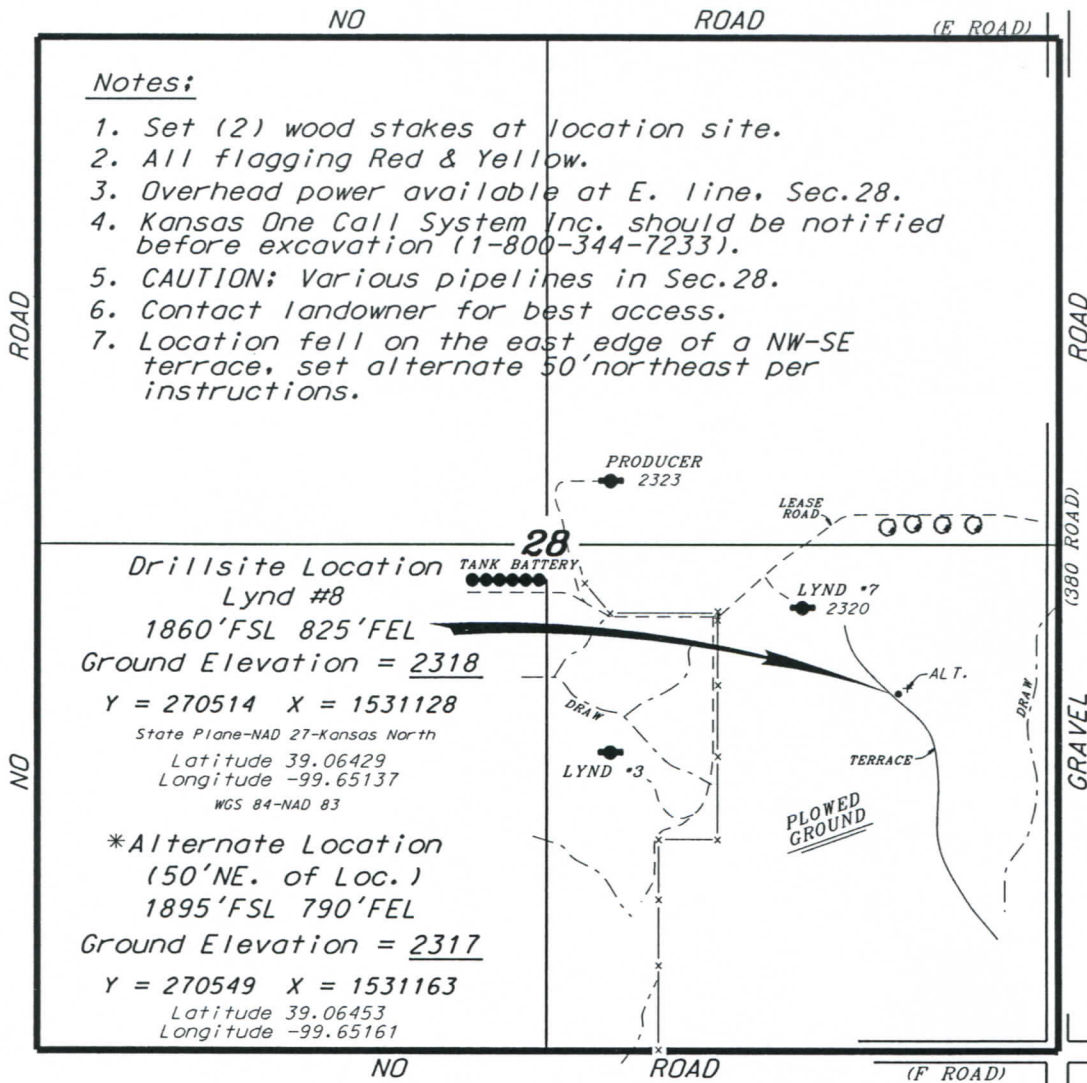 NO ROAD (E ROAD)
Notes:
1. Set (2) wood stakes at location site.
2. All flagging Red & Yellow.
3. Overhead power available at E. line, Sec.28.
4. Kansas One Call System Inc. should be notified
before excavation (1-800-344-7233).
5. CAUTION: Various pipelines in Sec.28.
6. Contact landowner for best access.
7. Location fell on the east edge of a NW-SE
terrace, set alternate 50' northeast per
instructions.
NO ROAD
GRAVEL ROAD
(380 ROAD)
PRODUCER
2323
LEASE
ROAD
28
TANK BATTERY
LYND #7
2320
Drillsite Location
Lynd #8
1860'FSL 825'FEL
Ground Elevation = 2318
Y = 270514 X = 1531128
State Plane-NAD 27-Kansas North
Latitude 39.06429
Longitude -99.65137
WGS 84-NAD 83
ALT.
DRAW
DRAW
TERRACE
LYND #3
PLOWED
GROUND
*Alternate Location
(50'NE. of Loc.)
1895'FSL 790'FEL
Ground Elevation = 2317
Y = 270549 X = 1531163
Latitude 39.06453
Longitude -99.65161
NO ROAD (F ROAD)